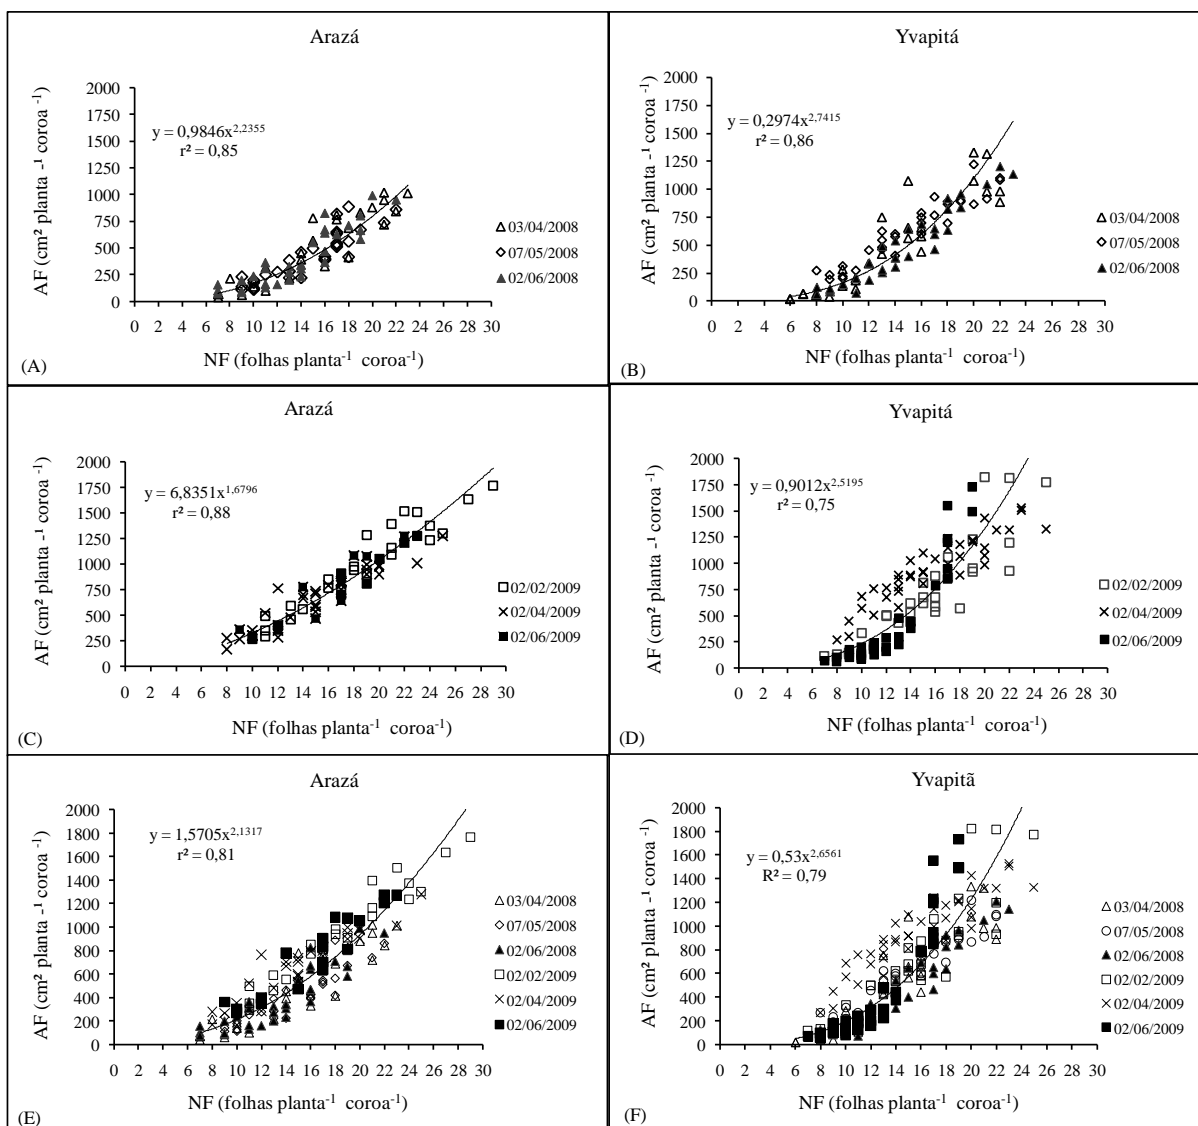 Arazá
AF (cm² planta -¹ coroa -¹)
2000
1750
1500
1250
1000
750
500
250
0
y = 0,9846x^2,2355
r² = 0,85
03/04/2008
07/05/2008
02/06/2008
0 2 4 6 8 10 12 14 16 18 20 22 24 26 28 30
NF (folhas planta-¹ coroa-¹)
(A)
Yvapitá
AF (cm² planta -¹ coroa -¹)
2000
1750
1500
1250
1000
750
500
250
0
y = 0,2974x^2,7415
r² = 0,86
03/04/2008
07/05/2008
02/06/2008
0 2 4 6 8 10 12 14 16 18 20 22 24 26 28 30
NF (folhas planta-¹ coroa-¹)
(B)
Arazá
AF (cm² planta -¹ coroa -¹)
2000
1750
1500
1250
1000
750
500
250
0
y = 6,8351x^1,6796
r² = 0,88
02/02/2009
02/04/2009
02/06/2009
0 2 4 6 8 10 12 14 16 18 20 22 24 26 28 30
NF (folhas planta-¹ coroa-¹)
(C)
Yvapitá
AF (cm² planta -¹ coroa -¹)
2000
1750
1500
1250
1000
750
500
250
0
y = 0,9012x^2,5195
r² = 0,75
02/02/2009
02/04/2009
02/06/2009
0 2 4 6 8 10 12 14 16 18 20 22 24 26 28 30
NF (folhas planta-¹ coroa-¹)
(D)
Arazá
AF (cm² planta -¹ coroa -¹)
2000
1800
1600
1400
1200
1000
800
600
400
200
0
y = 1,5705x^2,1317
r² = 0,81
03/04/2008
07/05/2008
02/06/2008
02/02/2009
02/04/2009
02/06/2009
0 2 4 6 8 10 12 14 16 18 20 22 24 26 28 30
NF (folhas planta-¹ coroa-¹)
(E)
Yvapitã
AF (cm² planta -¹ coroa -¹)
2000
1800
1600
1400
1200
1000
800
600
400
200
0
y = 0,53x^2,6561
R² = 0,79
03/04/2008
07/05/2008
02/06/2008
02/02/2009
02/04/2009
02/06/2009
0 2 4 6 8 10 12 14 16 18 20 22 24 26 28 30
NF (folhas planta-¹ coroa-¹)
(F)